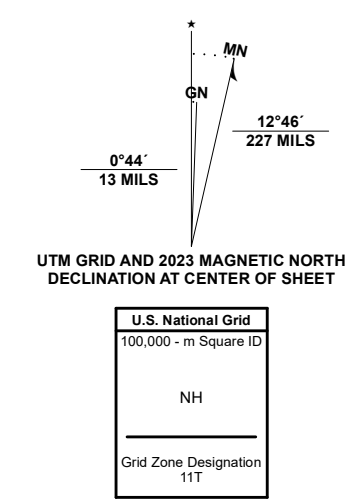 ★
MN
GN
12°46´
227 MILS
0°44´
13 MILS
UTM GRID AND 2023 MAGNETIC NORTH
DECLINATION AT CENTER OF SHEET
U.S. National Grid
100,000 - m Square ID
NH
Grid Zone Designation
11T